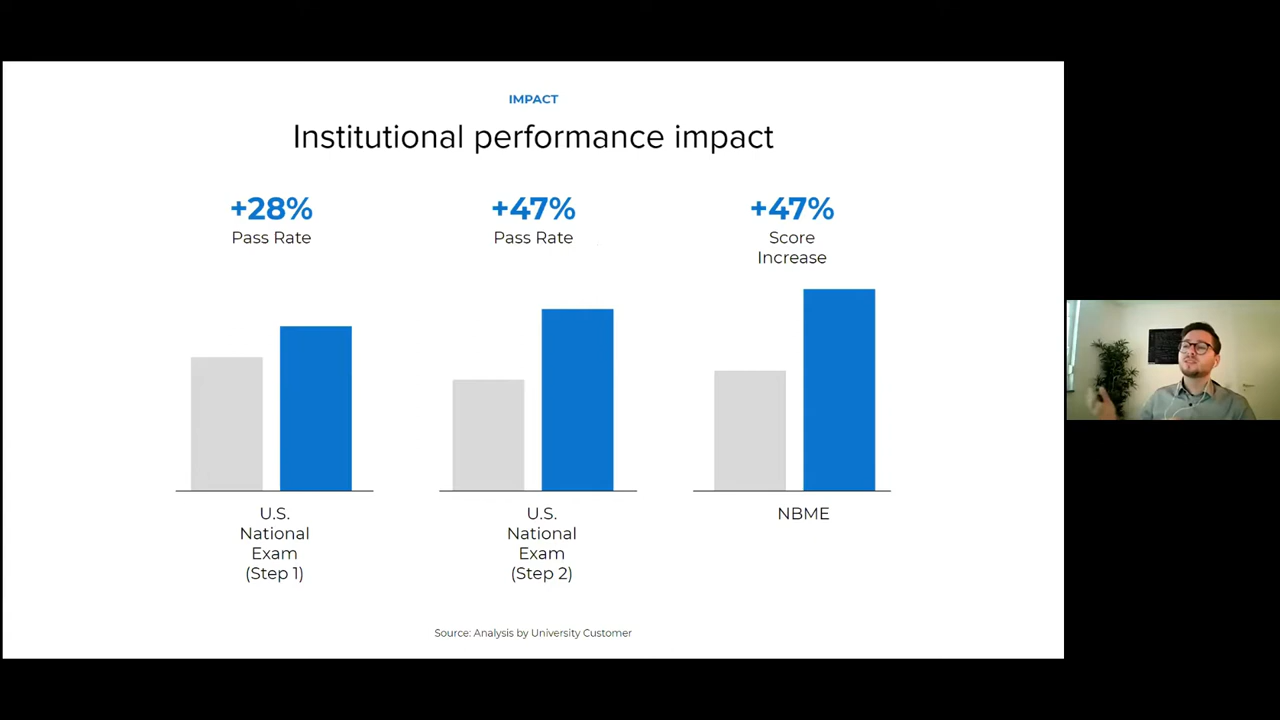 IMPACT
Institutional performance impact
+28%
Pass Rate
+47%
Pass Rate
+47%
Score
Increase
U.S.
National
Exam
(Step 1)
U.S.
National
Exam
(Step 2)
NBME
Source: Analysis by University Customer